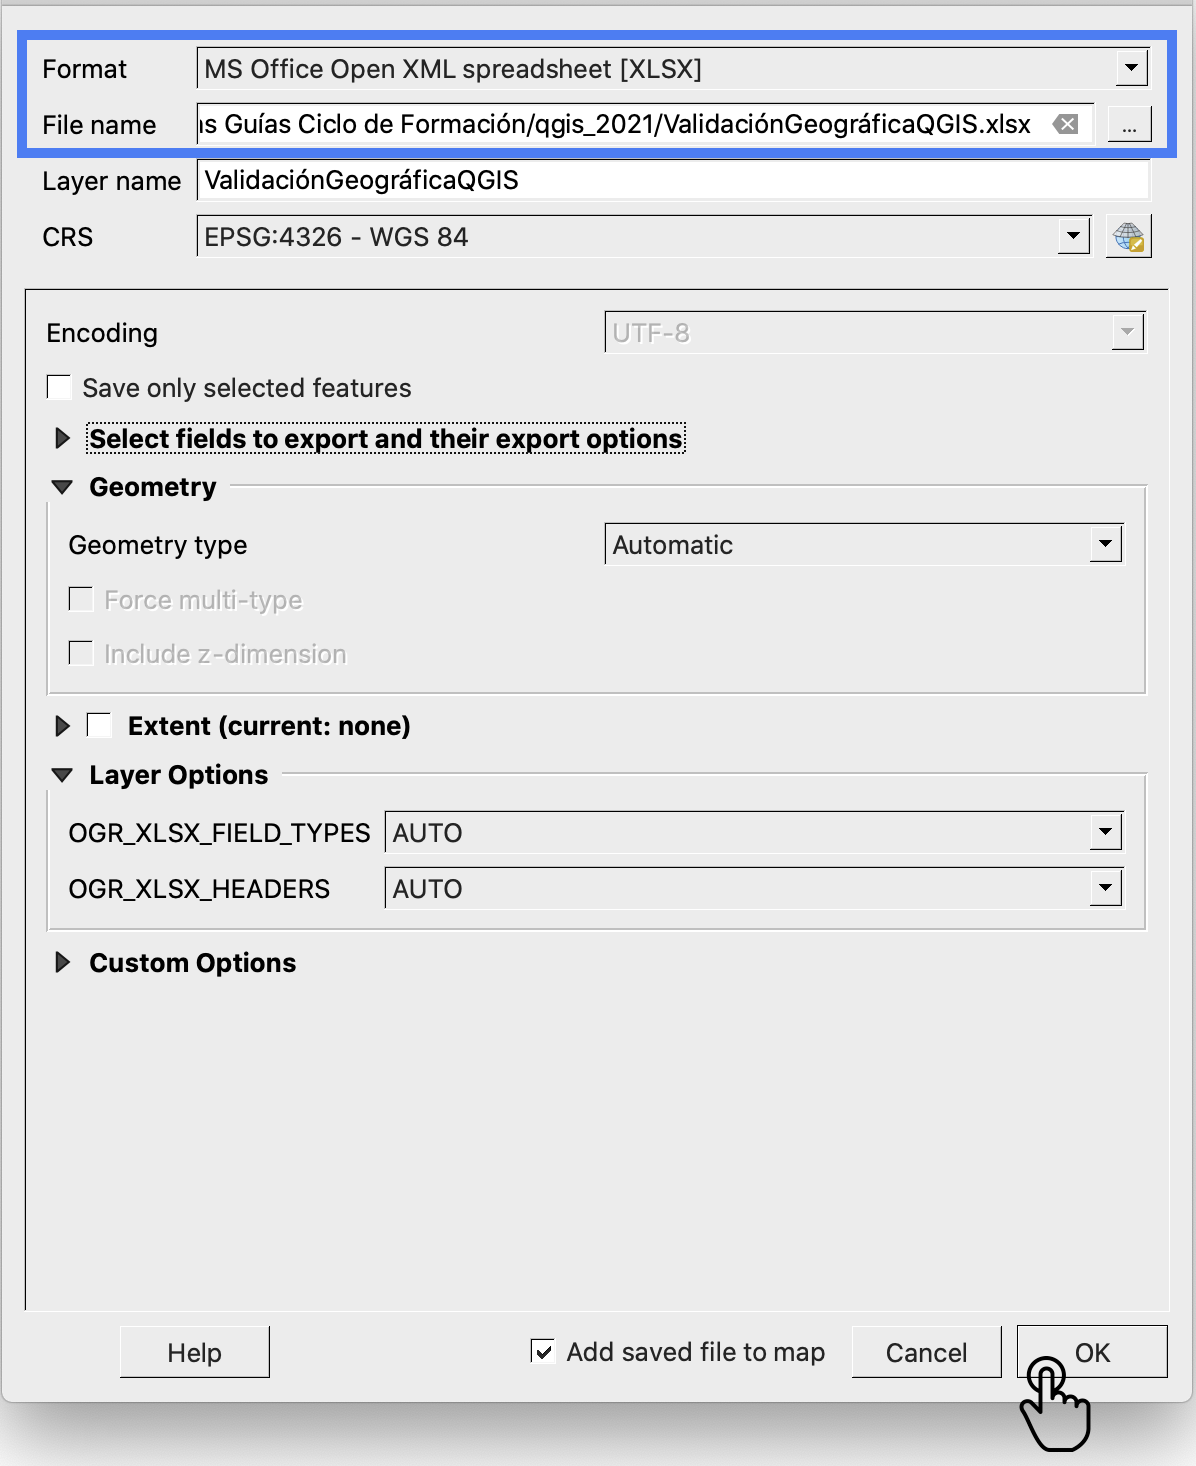 Format MS Office Open XML spreadsheet [XLSX]
File name s Guías Ciclo de Formación/qgis_2021/ValidaciónGeográficaQGIS.xlsx ...
Layer name ValidaciónGeográficaQGIS
CRS EPSG:4326 - WGS 84
Encoding UTF-8
Save only selected features
Select fields to export and their export options
Geometry
Geometry type Automatic
Force multi-type
Include z-dimension
Extent (current: none)
Layer Options
OGR_XLSX_FIELD_TYPES AUTO
OGR_XLSX_HEADERS AUTO
Custom Options
Help Add saved file to map Cancel OK